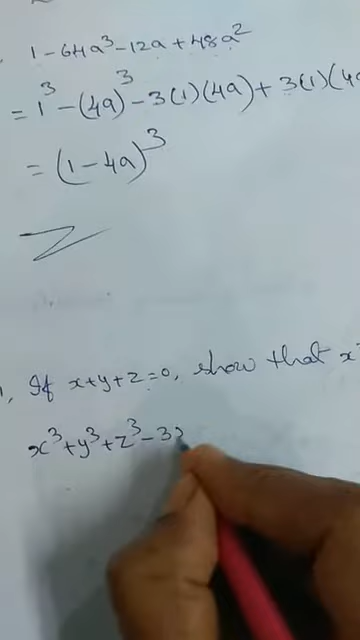 1 - 64a³ - 12a + 48a²
= 1³ - (4a)³ - 3(1)(4a) + 3(1)(4a
= (1 - 4a)³
If x + y + z = 0, show that x
x³ + y³ + z³ - 3